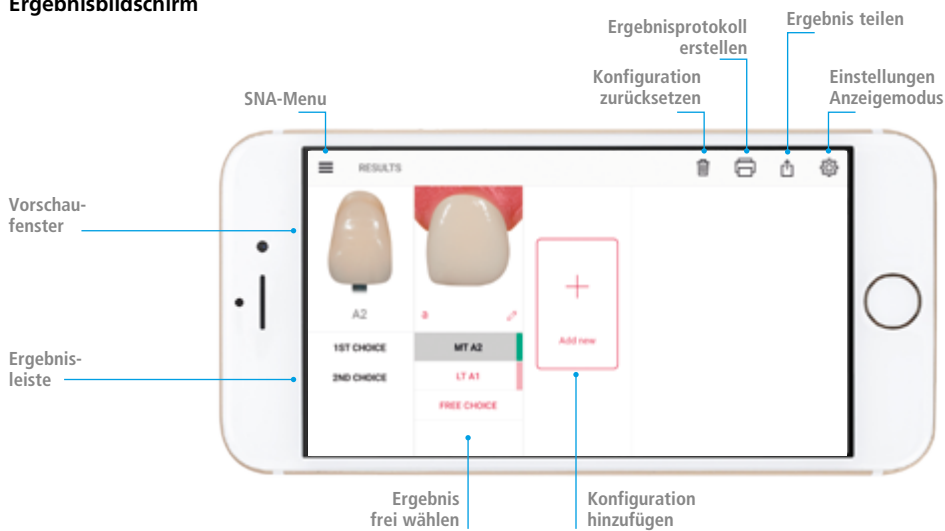 Ergebnisbildschirm
Ergebnisprotokoll
erstellen
Ergebnis teilen
Konfiguration
zurücksetzen
Einstellungen
Anzeigemodus
SNA-Menu
RESULTS
Vorschau-
fenster
A2
a
Add new
1ST CHOICE
MT A2
Ergebnis-
leiste
2ND CHOICE
LT A1
FREE CHOICE
Ergebnis
frei wählen
Konfiguration
hinzufügen